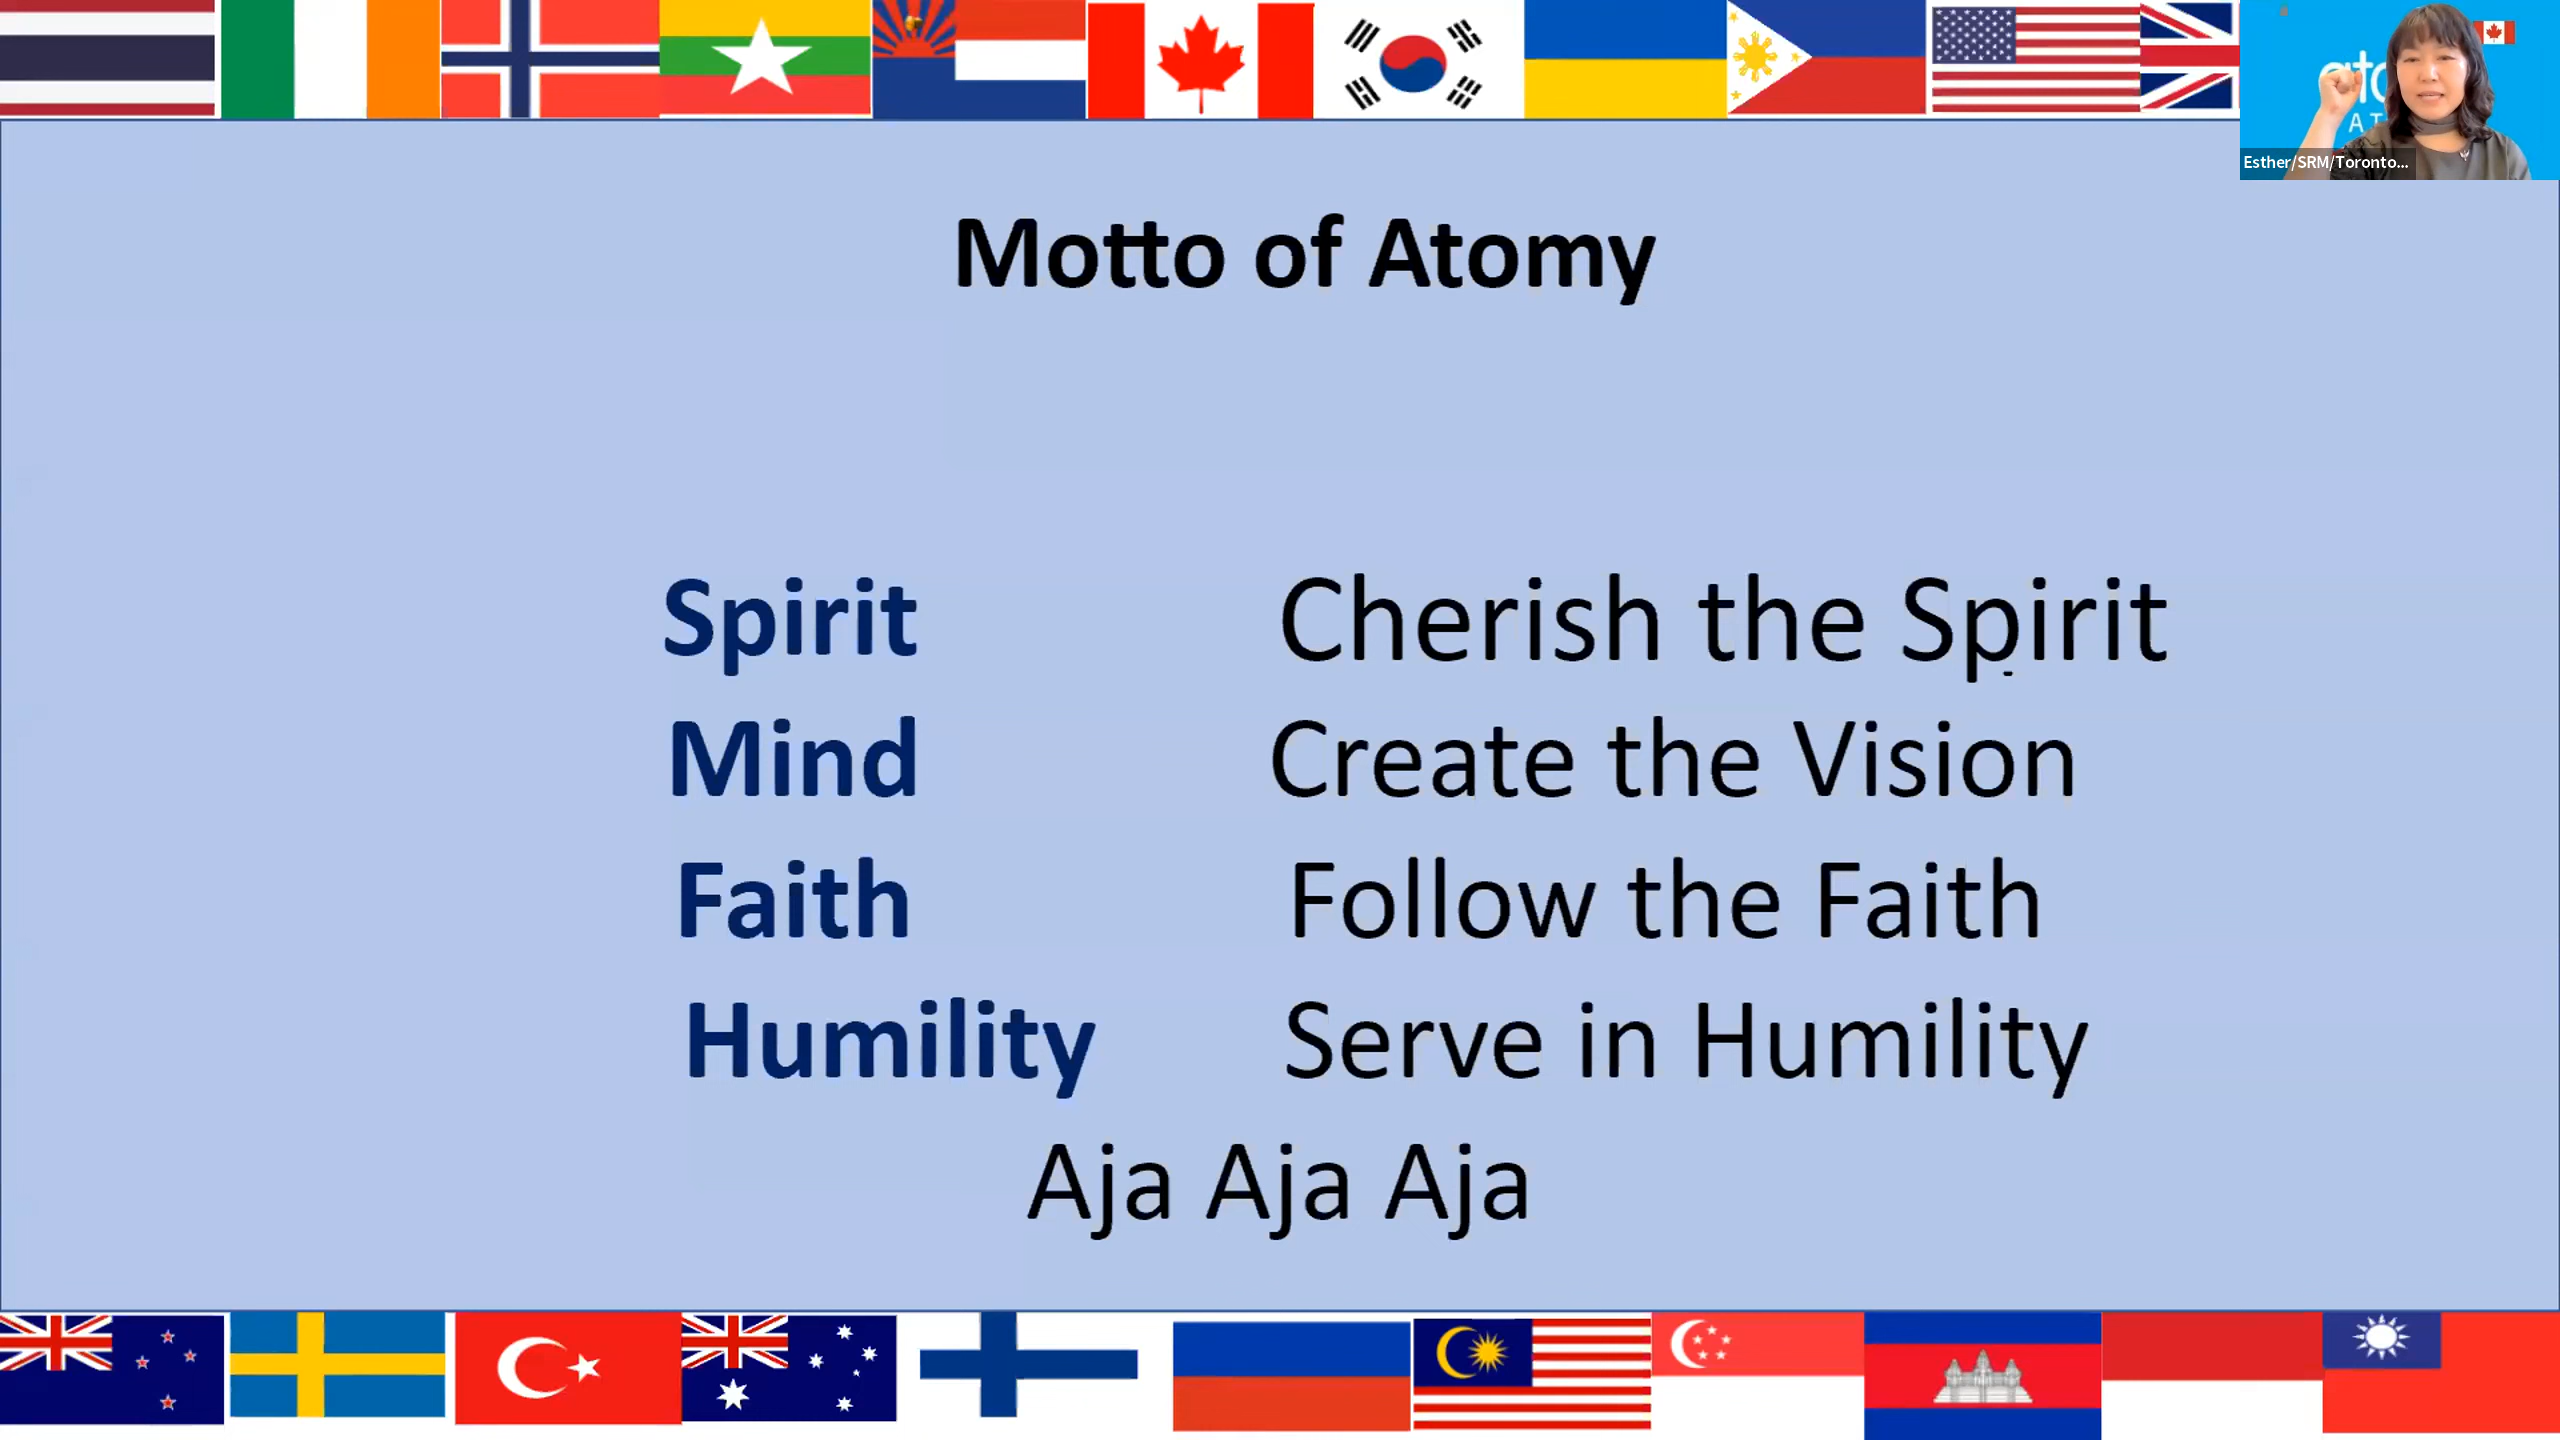 Esther/SRM/Toronto...
Motto of Atomy
Spirit Cherish the Spirit
Mind Create the Vision
Faith Follow the Faith
Humility Serve in Humility
Aja Aja Aja